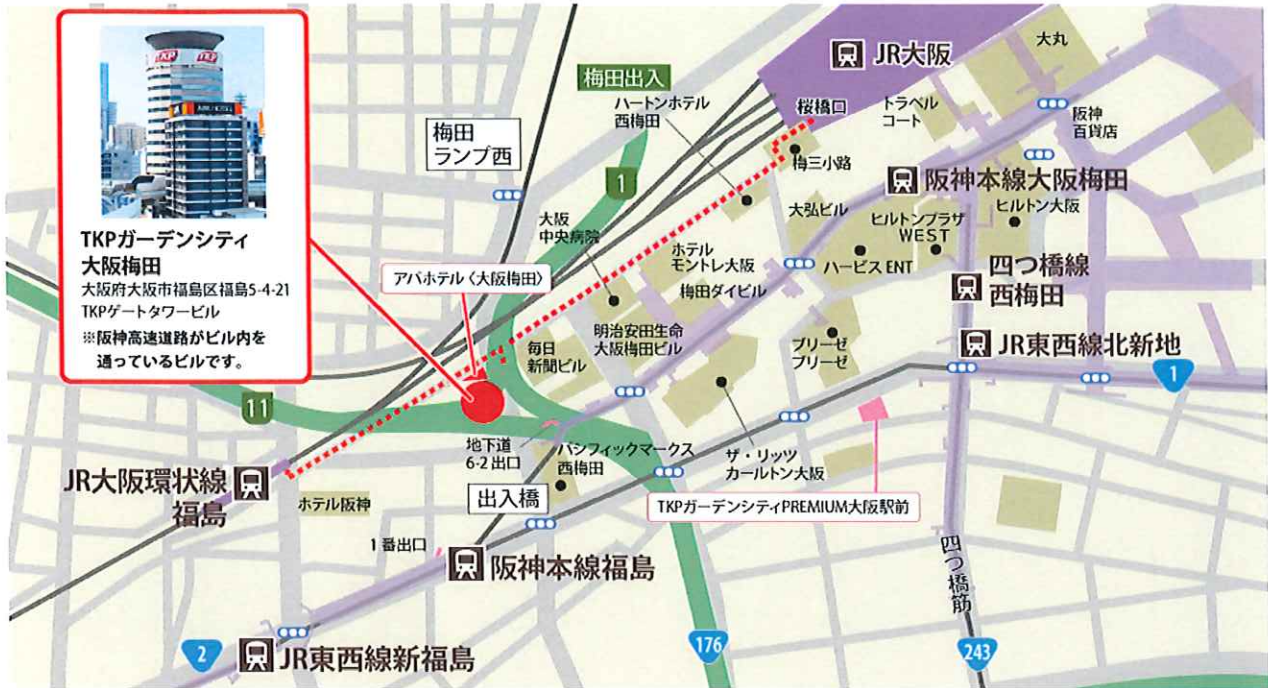 TKP
TKP
APA HOTEL
TKPガーデンシティ
大阪梅田
大阪府大阪市福島区福島5-4-21
TKPゲートタワービル
※阪神高速道路がビル内を
通っているビルです。
梅田出入
ハートンホテル
西梅田
梅田
ランプ西
1
大阪
中央病院
アパホテル〈大阪梅田〉
JR大阪
桜橋口
大丸
トラベル
コート
阪神
百貨店
梅三小路
阪神本線大阪梅田
大弘ビル
ヒルトンプラザ
WEST
ヒルトン大阪
ホテル
モントレ大阪
ハービスENT
四つ橋線
西梅田
梅田ダイビル
明治安田生命
大阪梅田ビル
毎日
新聞ビル
ブリーゼ
ブリーゼ
JR東西線北新地
1
11
地下道
6-2出口
パシフィックマークス
西梅田
ザ・リッツ
カールトン大阪
JR大阪環状線
福島
ホテル阪神
出入橋
TKPガーデンシティPREMIUM大阪駅前
1番出口
阪神本線福島
四つ橋筋
2
JR東西線新福島
176
243